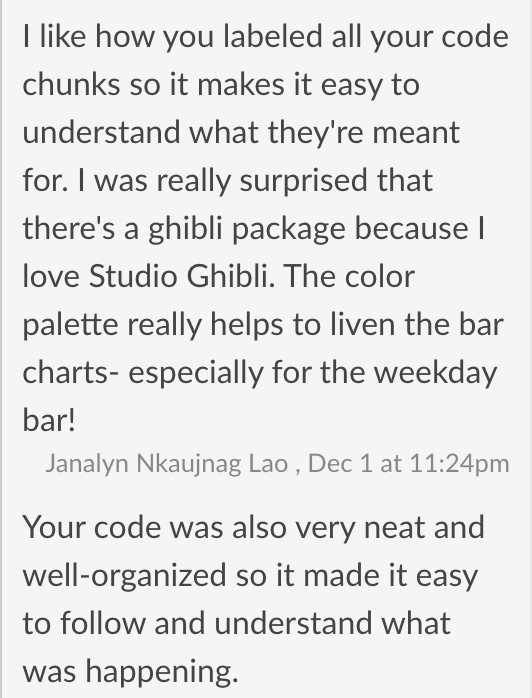 I like how you labeled all your code
chunks so it makes it easy to
understand what they're meant
for. I was really surprised that
there's a ghibli package because I
love Studio Ghibli. The color
palette really helps to liven the bar
charts- especially for the weekday
bar!
Janalyn Nkaujnag Lao , Dec 1 at 11:24pm
Your code was also very neat and
well-organized so it made it easy
to follow and understand what
was happening.